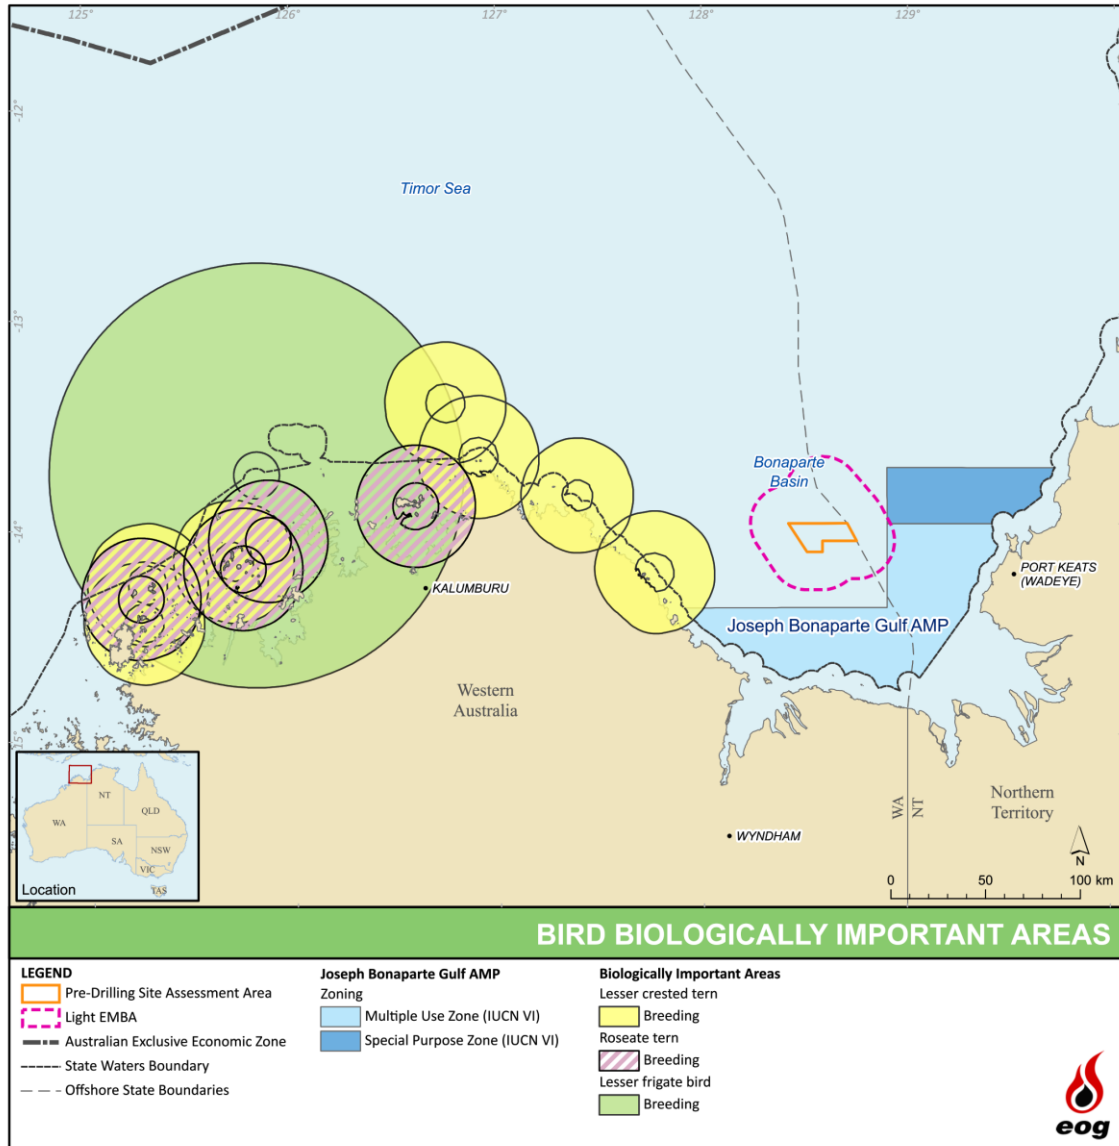 125°
126°
127°
128°
129°
-12°
Timor Sea
-13°
Bonaparte
Basin
-14°
KALUMBURU
PORT KEATS
(WADEYE)
Joseph Bonaparte Gulf AMP
Western
Australia
-15°
WA
NT
Northern
Territory
WYNDHAM
N
0 50 100 km
WA
NT
QLD
SA
NSW
VIC
TAS
Location
BIRD BIOLOGICALLY IMPORTANT AREAS
LEGEND
Pre-Drilling Site Assessment Area
Light EMBA
Australian Exclusive Economic Zone
State Waters Boundary
Offshore State Boundaries
Joseph Bonaparte Gulf AMP
Zoning
Multiple Use Zone (IUCN VI)
Special Purpose Zone (IUCN VI)
Biologically Important Areas
Lesser crested tern
Breeding
Roseate tern
Breeding
Lesser frigate bird
Breeding
eog